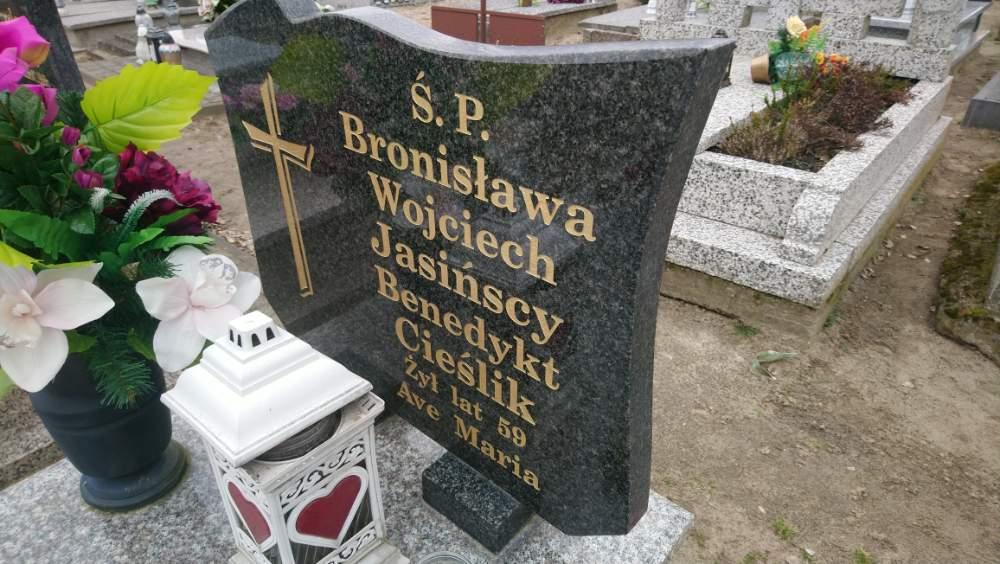 Ś. P.
Bronisława
Wojciech
Jasińscy
Benedykt
Cieślik
Żył lat 59
Ave Maria